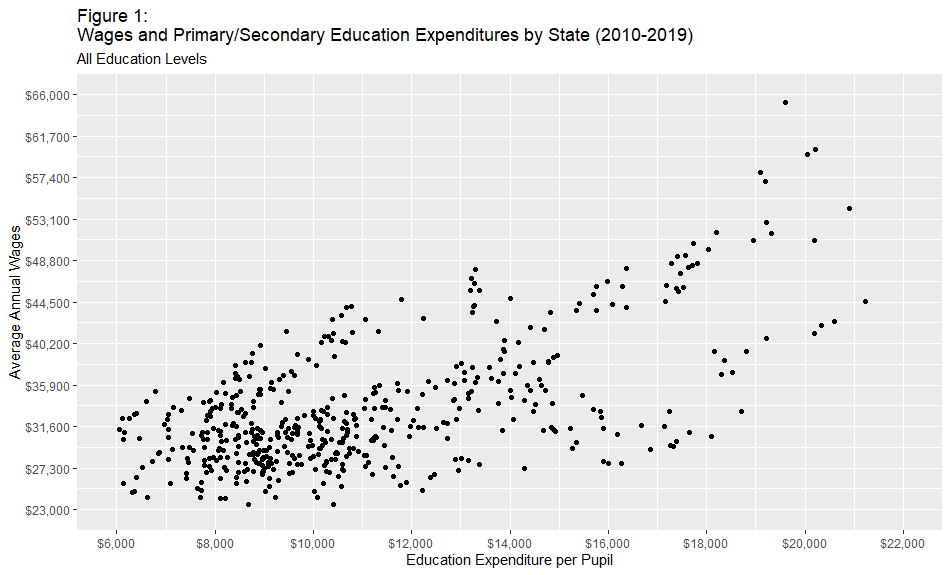 Figure 1:
Wages and Primary/Secondary Education Expenditures by State (2010-2019)
All Education Levels
Average Annual Wages
$66,000
$61,700
$57,400
$53,100
$48,800
$44,500
$40,200
$35,900
$31,600
$27,300
$23,000
$6,000 $8,000 $10,000 $12,000 $14,000 $16,000 $18,000 $20,000 $22,000
Education Expenditure per Pupil